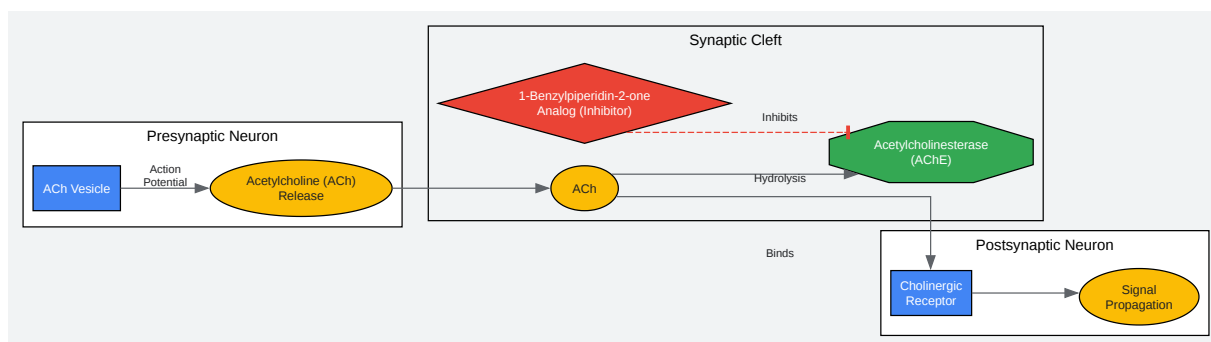 Synaptic Cleft
1-Benzylpiperidin-2-one
Analog (Inhibitor)
Inhibits
Acetylcholinesterase
(AChE)
Presynaptic Neuron
ACh Vesicle
Action
Potential
Acetylcholine (ACh)
Release
ACh
Hydrolysis
Binds
Postsynaptic Neuron
Cholinergic
Receptor
Signal
Propagation